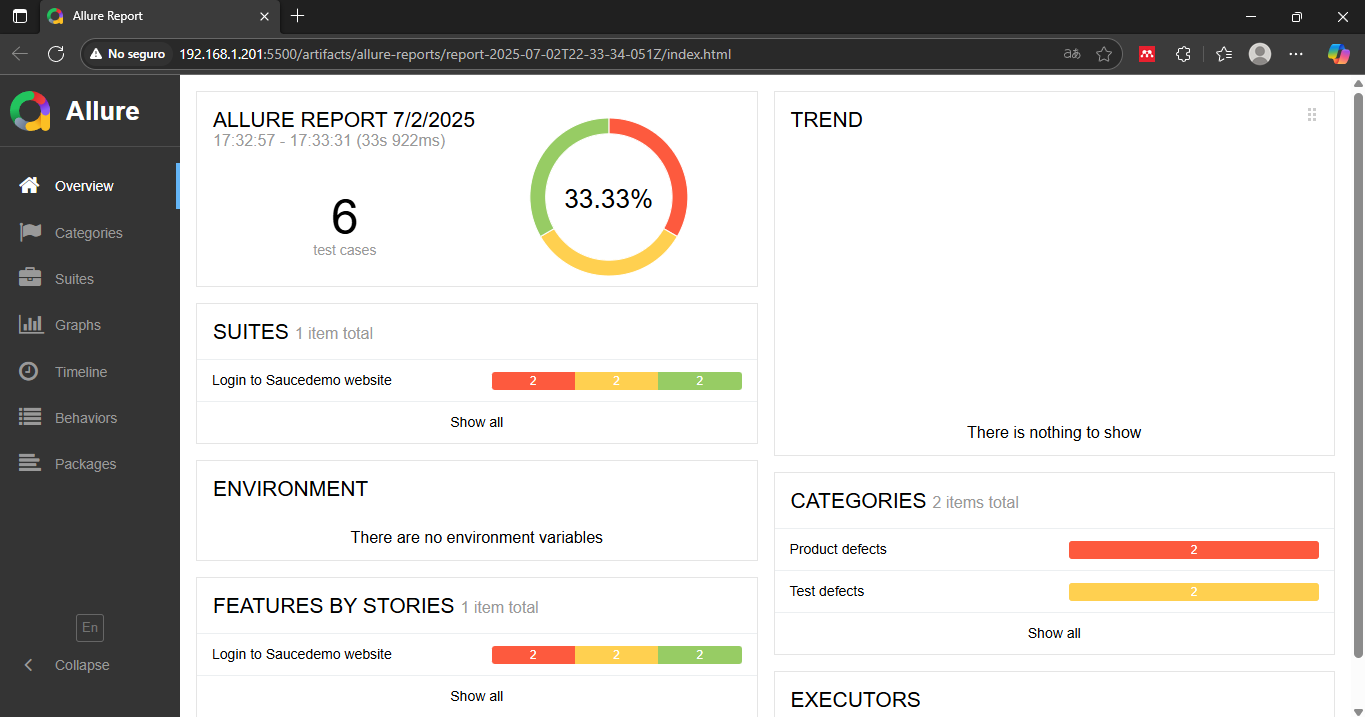 Allure Report
No seguro
192.168.1.201:5500/artifacts/allure-reports/report-2025-07-02T22-33-34-051Z/index.html
aあ
Allure
Overview
Categories
Suites
Graphs
Timeline
Behaviors
Packages
En
Collapse
ALLURE REPORT 7/2/2025
17:32:57 - 17:33:31 (33s 922ms)
6
test cases
33.33%
SUITES 1 item total
Login to Saucedemo website 2 2 2
Show all
ENVIRONMENT
There are no environment variables
FEATURES BY STORIES 1 item total
Login to Saucedemo website 2 2 2
Show all
TREND
There is nothing to show
CATEGORIES 2 items total
Product defects 2
Test defects 2
Show all
EXECUTORS